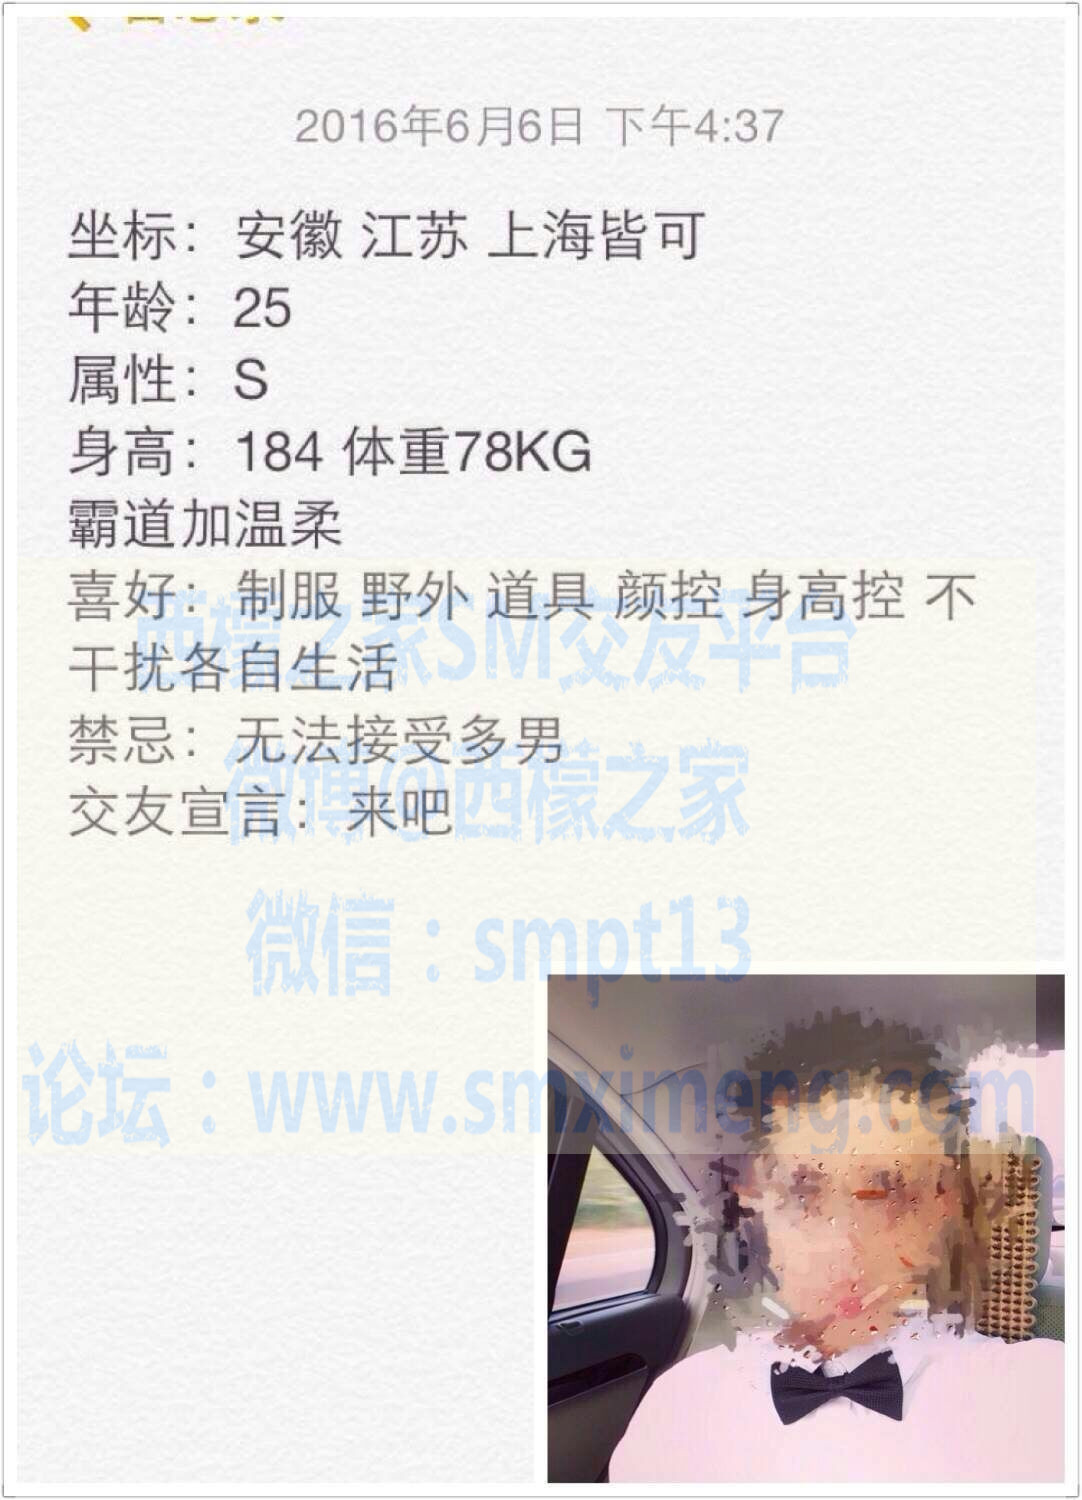 2016年6月6日 下午4:37
坐标：安徽 江苏 上海皆可
年龄：25
属性：S
身高：184 体重78KG
霸道加温柔
喜好：制服 野外 道具 颜控 身高控 不
干扰各自生活
禁忌：无法接受多男
交友宣言：来吧
西檬之家SM交友平台
微博@西檬之家
微信：smpt13
论坛：www.smximeng.com